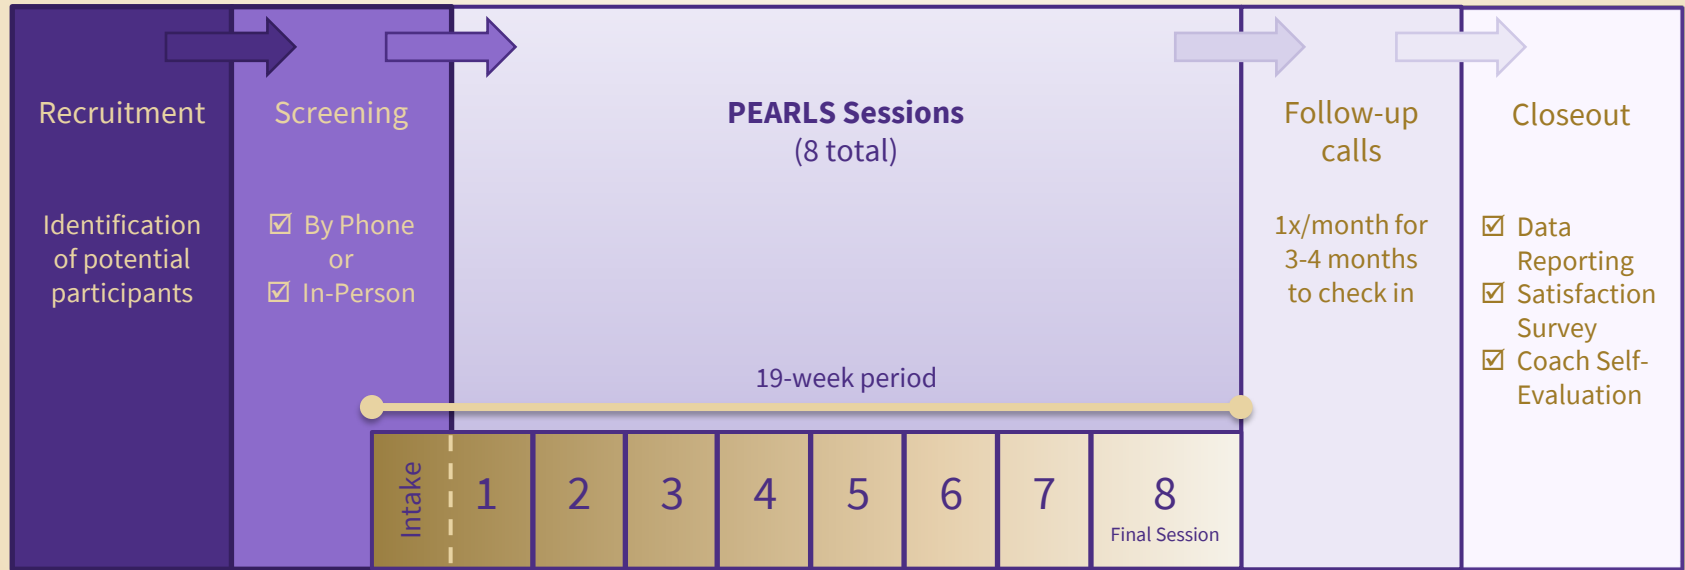 Recruitment
Identification
of potential
participants
Screening
☑ By Phone
or
☑ In-Person
PEARLS Sessions
(8 total)
19-week period
Intake
1
2
3
4
5
6
7
8
Final Session
Follow-up
calls
1x/month for
3-4 months
to check in
Closeout
☑ Data
Reporting
☑ Satisfaction
Survey
☑ Coach Self-
Evaluation